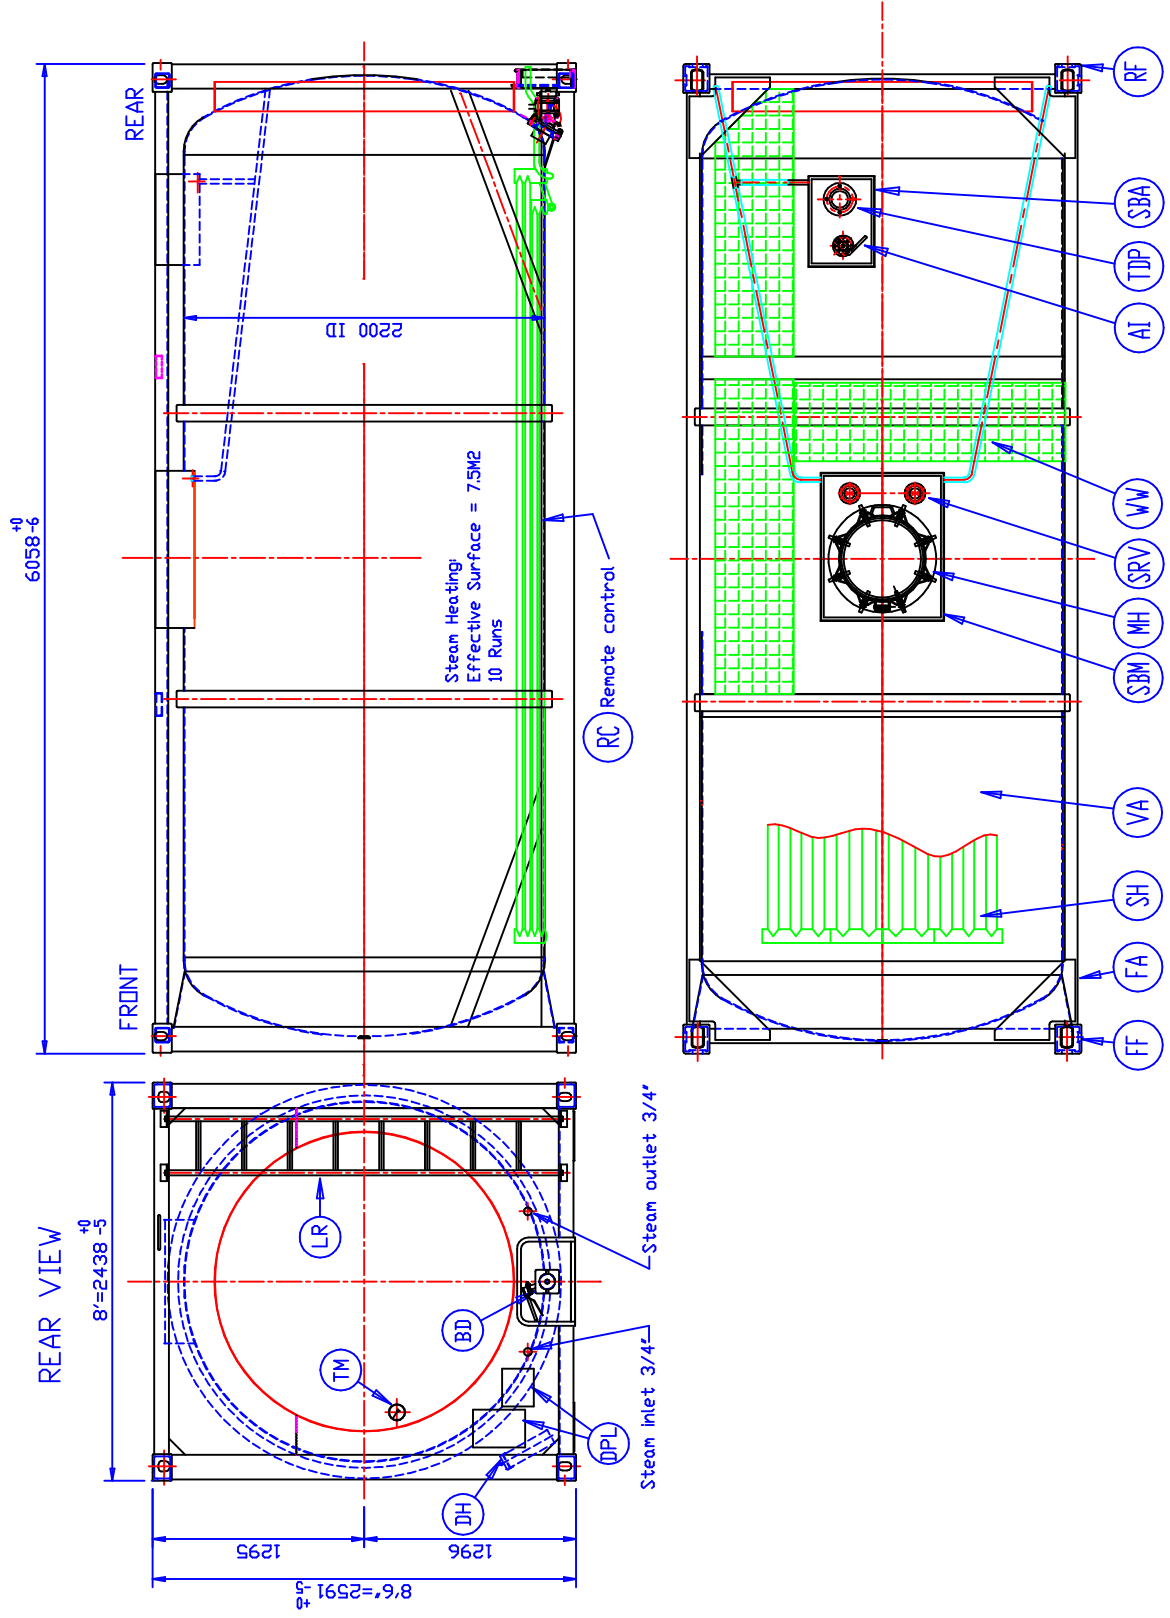 REAR VIEW
8'=2438 +0 -5
LR
TM
BD
DPL
DH
Steam inlet 3/4"
Steam outlet 3/4"
1295
1296
8'6"=2591 +0 -5
6058 +0 -6
FRONT
REAR
2200 ID
Steam Heating:
Effective Surface = 7.5M2
10 Runs
RC Remote control
FF
FA
SH
VA
SBM
MH
SRV
WW
AI
TDP
SBA
RF